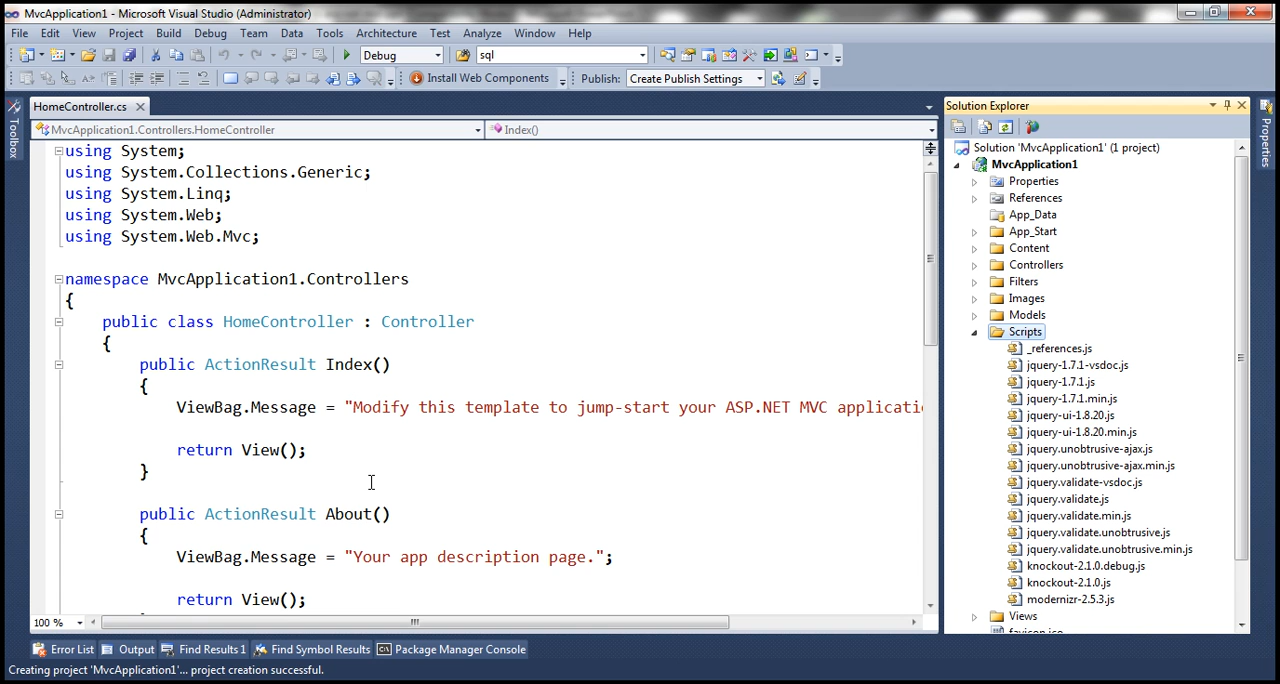 MvcApplication1 - Microsoft Visual Studio (Administrator)
File Edit View Project Build Debug Team Data Tools Architecture Test Analyze Window Help
Debug sql
Install Web Components Publish: Create Publish Settings
HomeController.cs
MvcApplication1.Controllers.HomeController Index()
Toolbox
using System;
using System.Collections.Generic;
using System.Linq;
using System.Web;
using System.Web.Mvc;
namespace MvcApplication1.Controllers
{
public class HomeController : Controller
{
public ActionResult Index()
{
ViewBag.Message = "Modify this template to jump-start your ASP.NET MVC applicati
return View();
}
public ActionResult About()
{
ViewBag.Message = "Your app description page.";
return View();
100 %
Solution Explorer
Solution 'MvcApplication1' (1 project)
MvcApplication1
Properties
References
App_Data
App_Start
Content
Controllers
Filters
Images
Models
Scripts
_references.js
jquery-1.7.1-vsdoc.js
jquery-1.7.1.js
jquery-1.7.1.min.js
jquery-ui-1.8.20.js
jquery-ui-1.8.20.min.js
jquery.unobtrusive-ajax.js
jquery.unobtrusive-ajax.min.js
jquery.validate-vsdoc.js
jquery.validate.js
jquery.validate.min.js
jquery.validate.unobtrusive.js
jquery.validate.unobtrusive.min.js
knockout-2.1.0.debug.js
knockout-2.1.0.js
modernizr-2.5.3.js
Views
favicon.ico
Properties
Error List Output Find Results 1 Find Symbol Results Package Manager Console
Creating project 'MvcApplication1'... project creation successful.